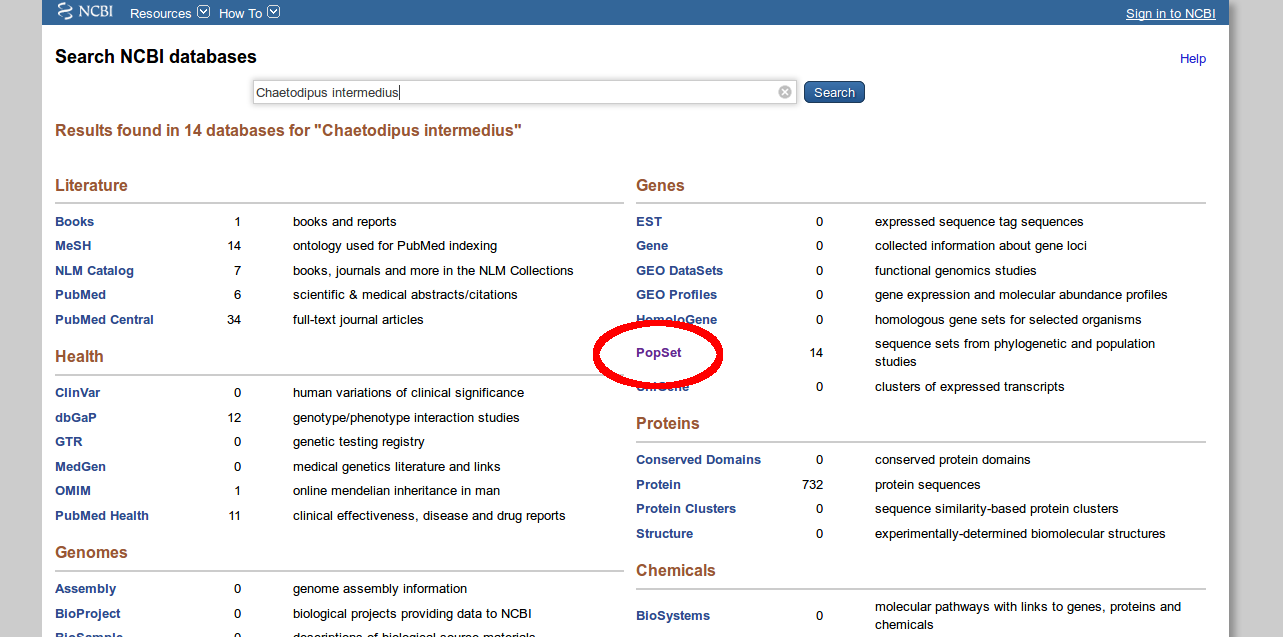 NCBI Resources How To Sign in to NCBI
Search NCBI databases Help
Chaetodipus intermedius Search
Results found in 14 databases for "Chaetodipus intermedius"
Literature
Books 1 books and reports
MeSH 14 ontology used for PubMed indexing
NLM Catalog 7 books, journals and more in the NLM Collections
PubMed 6 scientific & medical abstracts/citations
PubMed Central 34 full-text journal articles
Health
ClinVar 0 human variations of clinical significance
dbGaP 12 genotype/phenotype interaction studies
GTR 0 genetic testing registry
MedGen 0 medical genetics literature and links
OMIM 1 online mendelian inheritance in man
PubMed Health 11 clinical effectiveness, disease and drug reports
Genomes
Assembly 0 genome assembly information
BioProject 0 biological projects providing data to NCBI
BioSample 0 descriptions of biological source materials
Genes
EST 0 expressed sequence tag sequences
Gene 0 collected information about gene loci
GEO DataSets 0 functional genomics studies
GEO Profiles 0 gene expression and molecular abundance profiles
HomoloGene 0 homologous gene sets for selected organisms
PopSet 14 sequence sets from phylogenetic and population
studies
UniGene 0 clusters of expressed transcripts
Proteins
Conserved Domains 0 conserved protein domains
Protein 732 protein sequences
Protein Clusters 0 sequence similarity-based protein clusters
Structure 0 experimentally-determined biomolecular structures
Chemicals
BioSystems 0 molecular pathways with links to genes, proteins and
chemicals